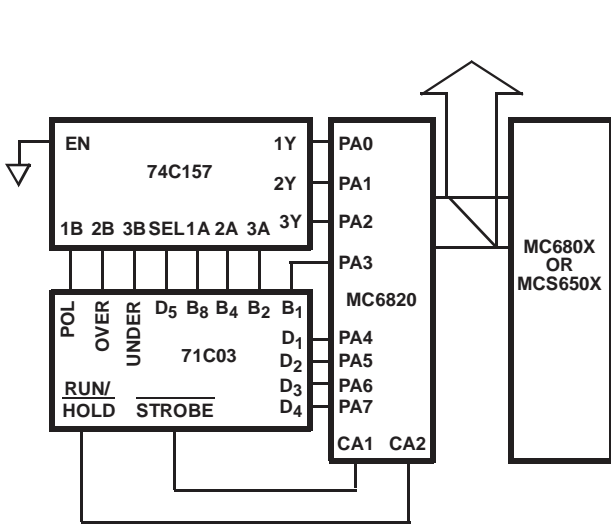 EN
1Y
PA0
74C157
2Y
PA1
1B 2B 3B SEL 1A 2A 3A
3Y
PA2
PA3
MC680X
OR
MCS650X
MC6820
POL
OVER
UNDER
D5 B8 B4 B2 B1
D1
PA4
71C03
D2
PA5
D3
PA6
D4
PA7
RUN/
HOLD
STROBE
CA1 CA2